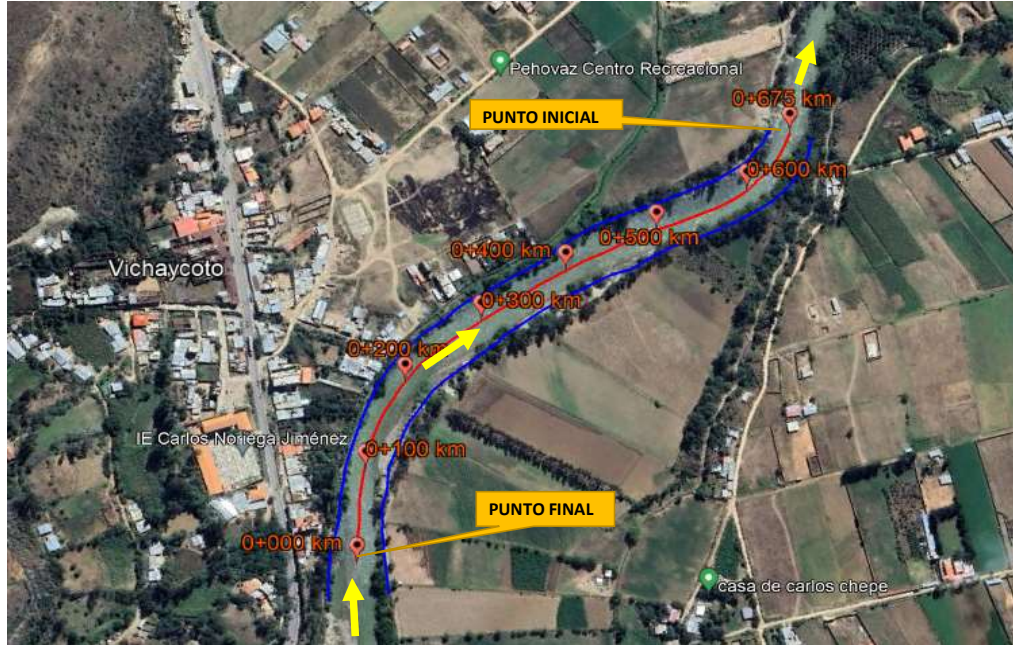 Pehovaz Centro Recreacional
0+675 km
PUNTO INICIAL
0+600 km
0+500 km
0+400 km
Vichaycoto
0+300 km
0+200 km
IE Carlos Noriega Jiménez
0+100 km
PUNTO FINAL
0+000 km
casa de carlos chepe